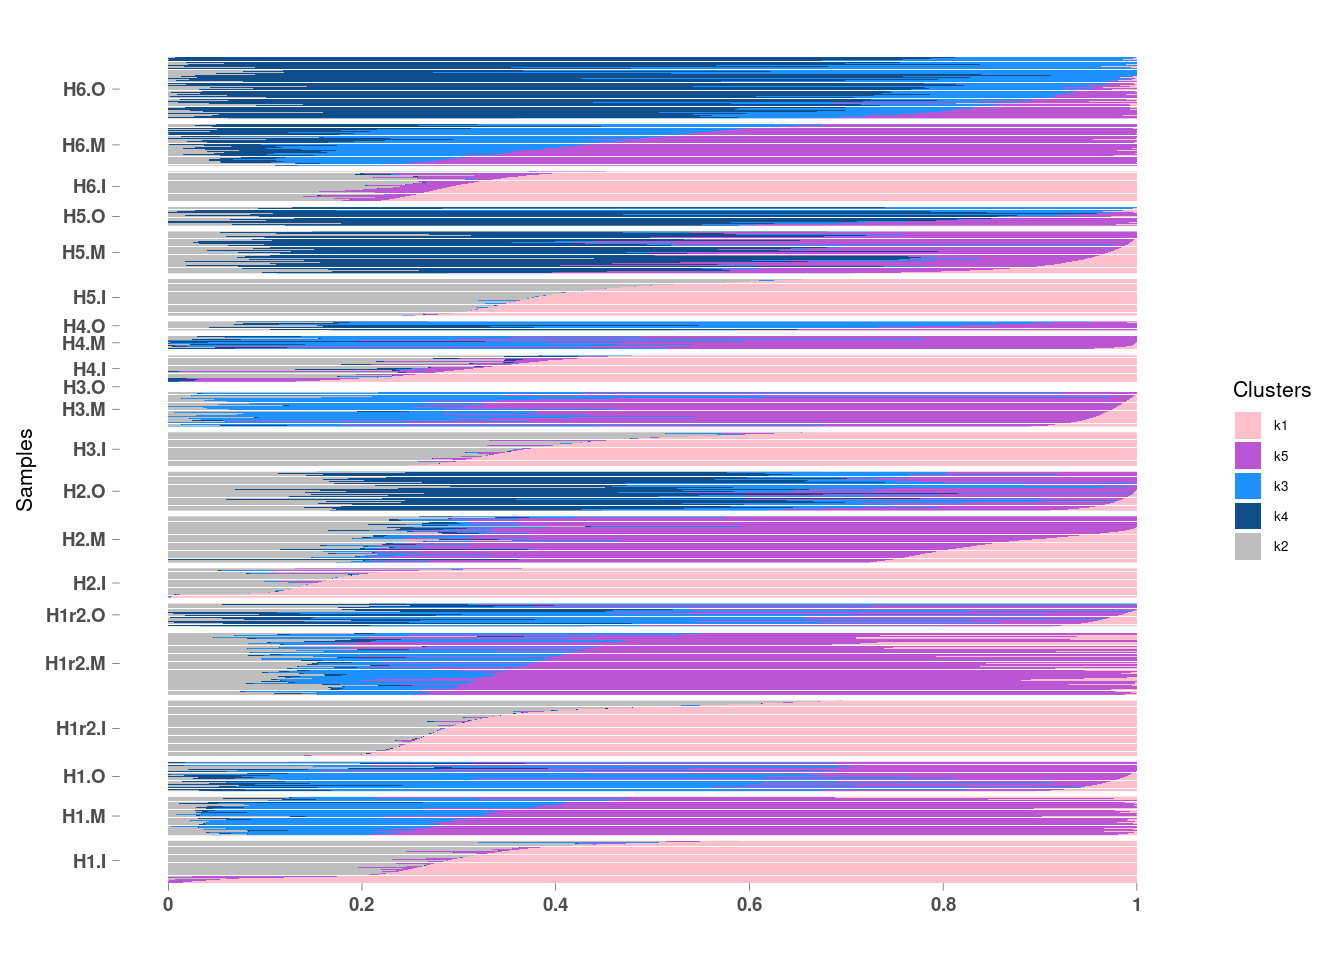 H6.O
H6.M
H6.I
H5.O
H5.M
H5.I
H4.O
H4.M
H4.I
H3.O
H3.M
H3.I
H2.O
H2.M
H2.I
H1r2.O
H1r2.M
H1r2.I
H1.O
H1.M
H1.I
Samples
0 0.2 0.4 0.6 0.8 1
Clusters
k1
k5
k3
k4
k2